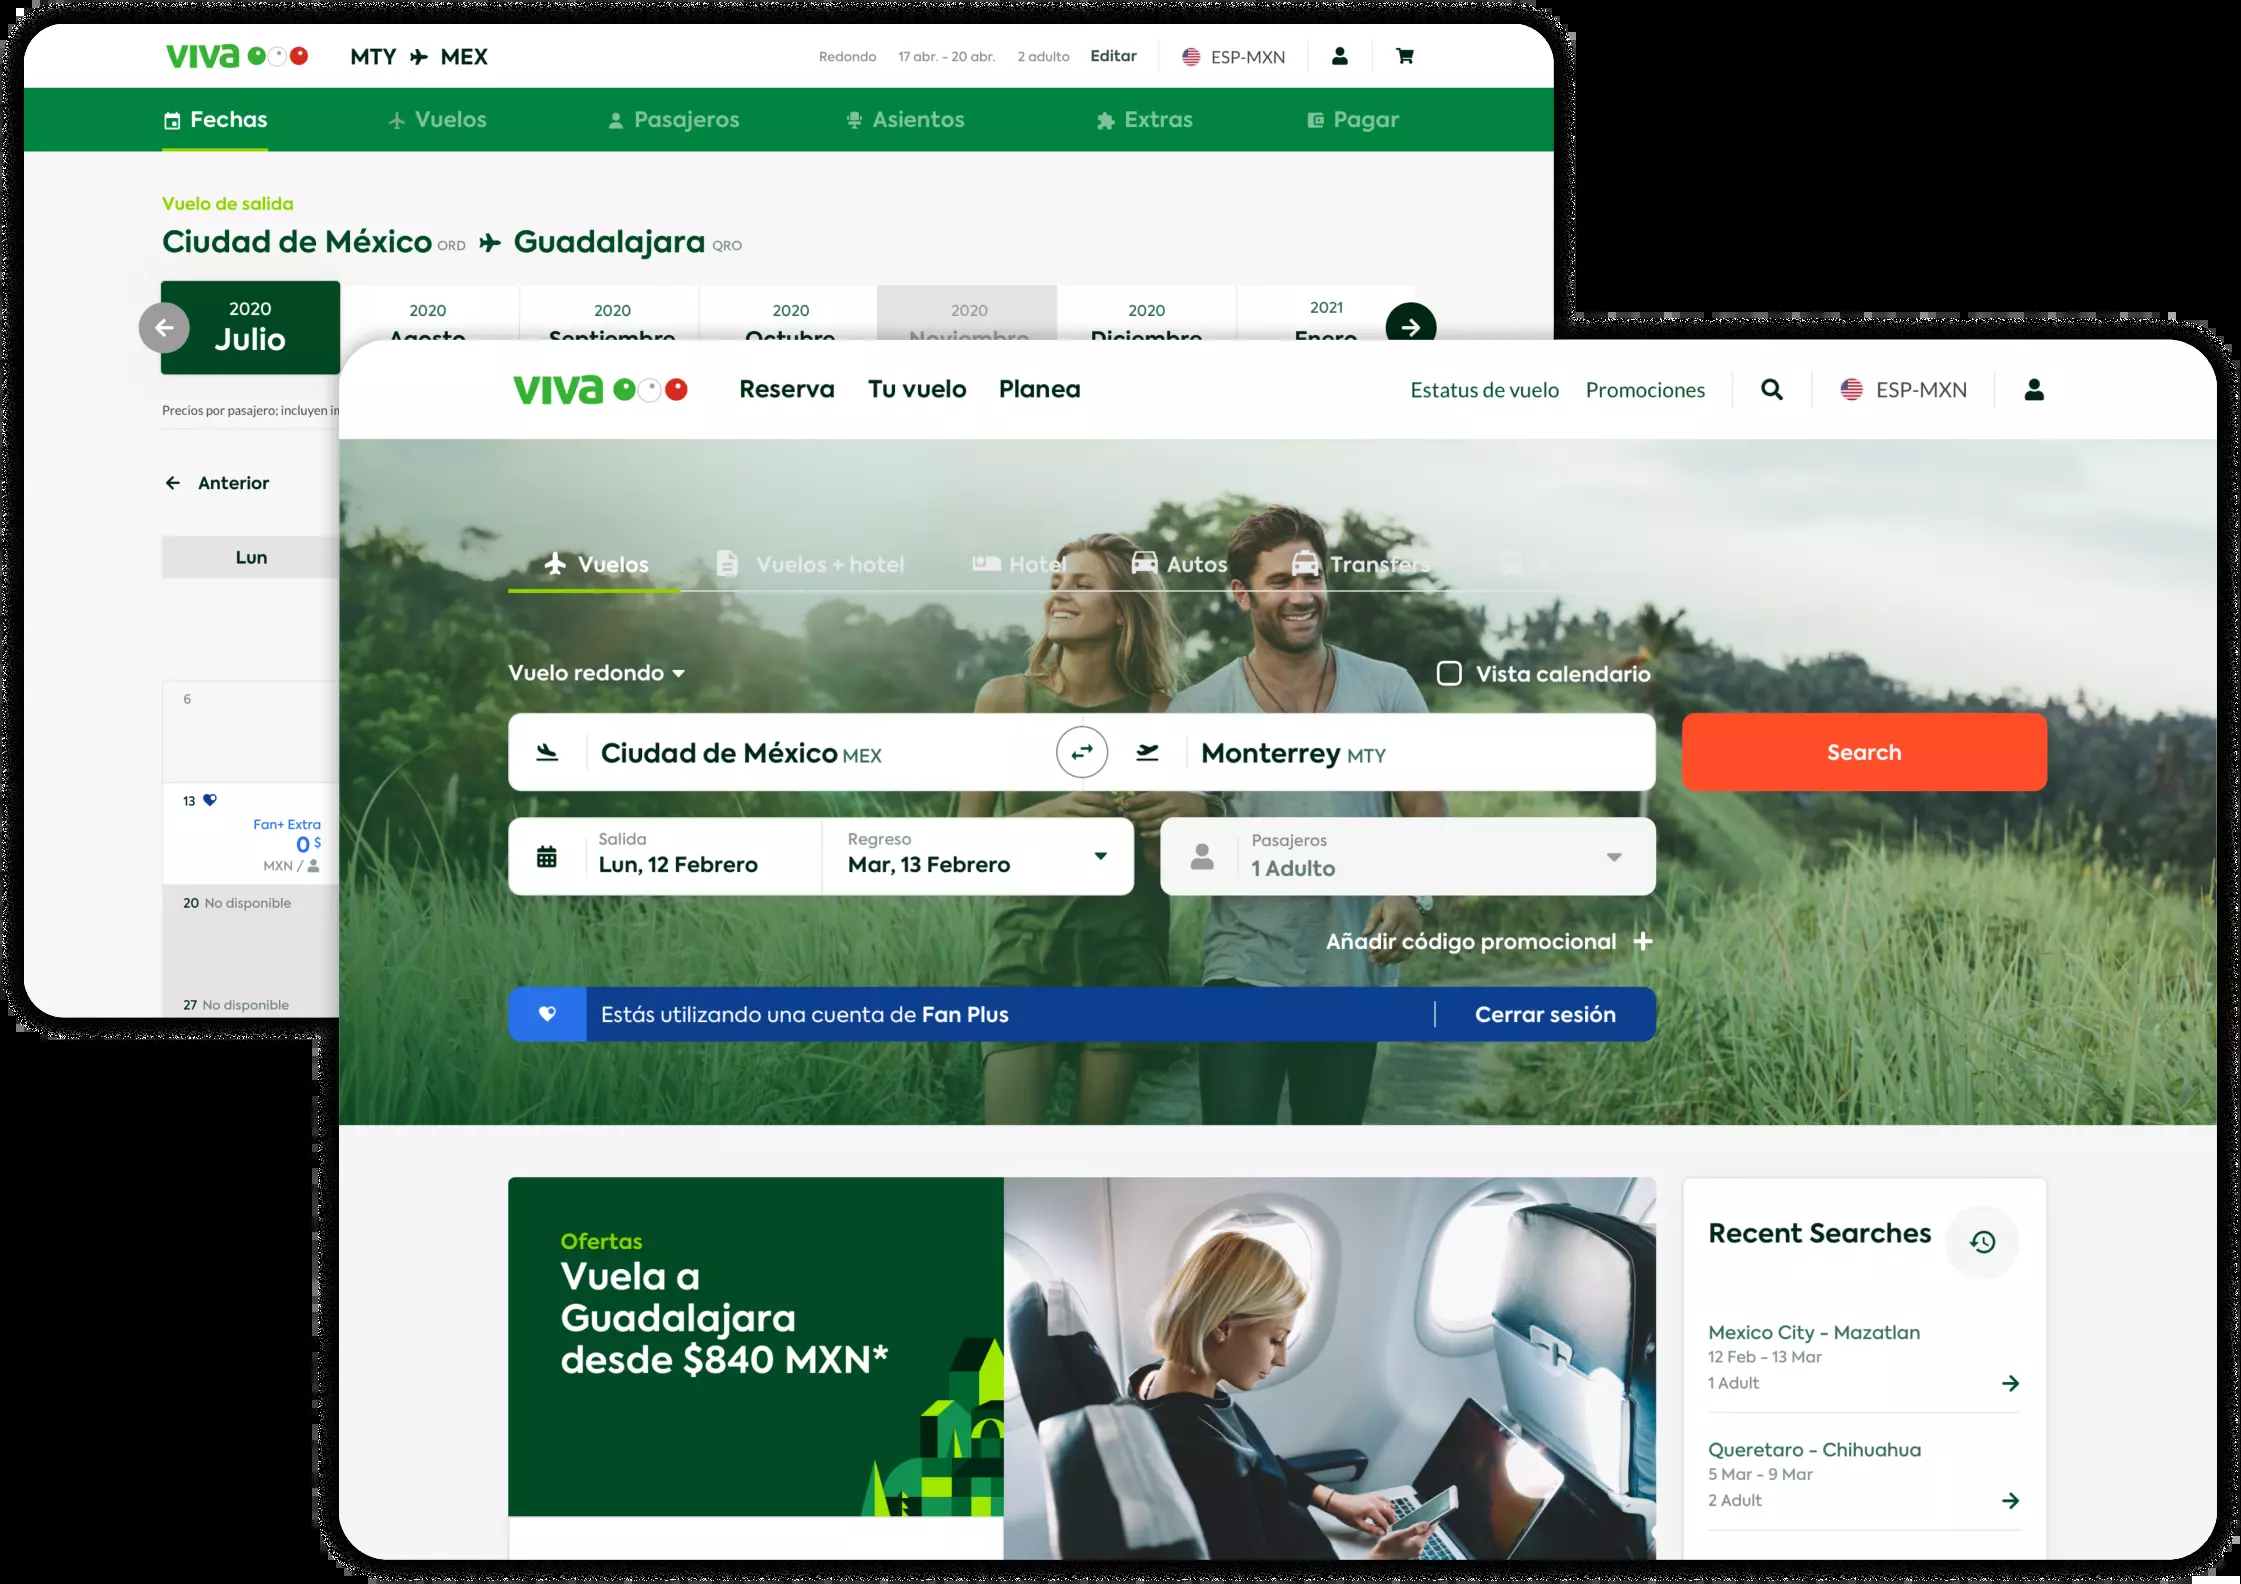 VIVA
MTY MEX
Redondo 17 abr. - 20 abr. 2 adulto Editar
ESP-MXN
Fechas Vuelos Pasajeros Asientos Extras Pagar
Vuelo de salida
Ciudad de México ORD Guadalajara QRO
2020 Julio
2020 Agosto
2020 Septiembre
2020 Octubre
2020 Noviembre
2020 Diciembre
2021 Enero
Precios por pasajero; incluyen
Anterior
Lun
6
13
Fan+ Extra
0 $
MXN /
20 No disponible
27 No disponible
VIVA
Reserva Tu vuelo Planea
Estatus de vuelo Promociones
ESP-MXN
Vuelos Vuelos + hotel Hotel Autos Transfers
Vuelo redondo
Vista calendario
Ciudad de México MEX
Monterrey MTY
Search
Salida
Lun, 12 Febrero
Regreso
Mar, 13 Febrero
Pasajeros
1 Adulto
Añadir código promocional +
Estás utilizando una cuenta de Fan Plus
Cerrar sesión
Ofertas
Vuela a
Guadalajara
desde $840 MXN*
Recent Searches
Mexico City - Mazatlan
12 Feb - 13 Mar
1 Adult
Queretaro - Chihuahua
5 Mar - 9 Mar
2 Adult